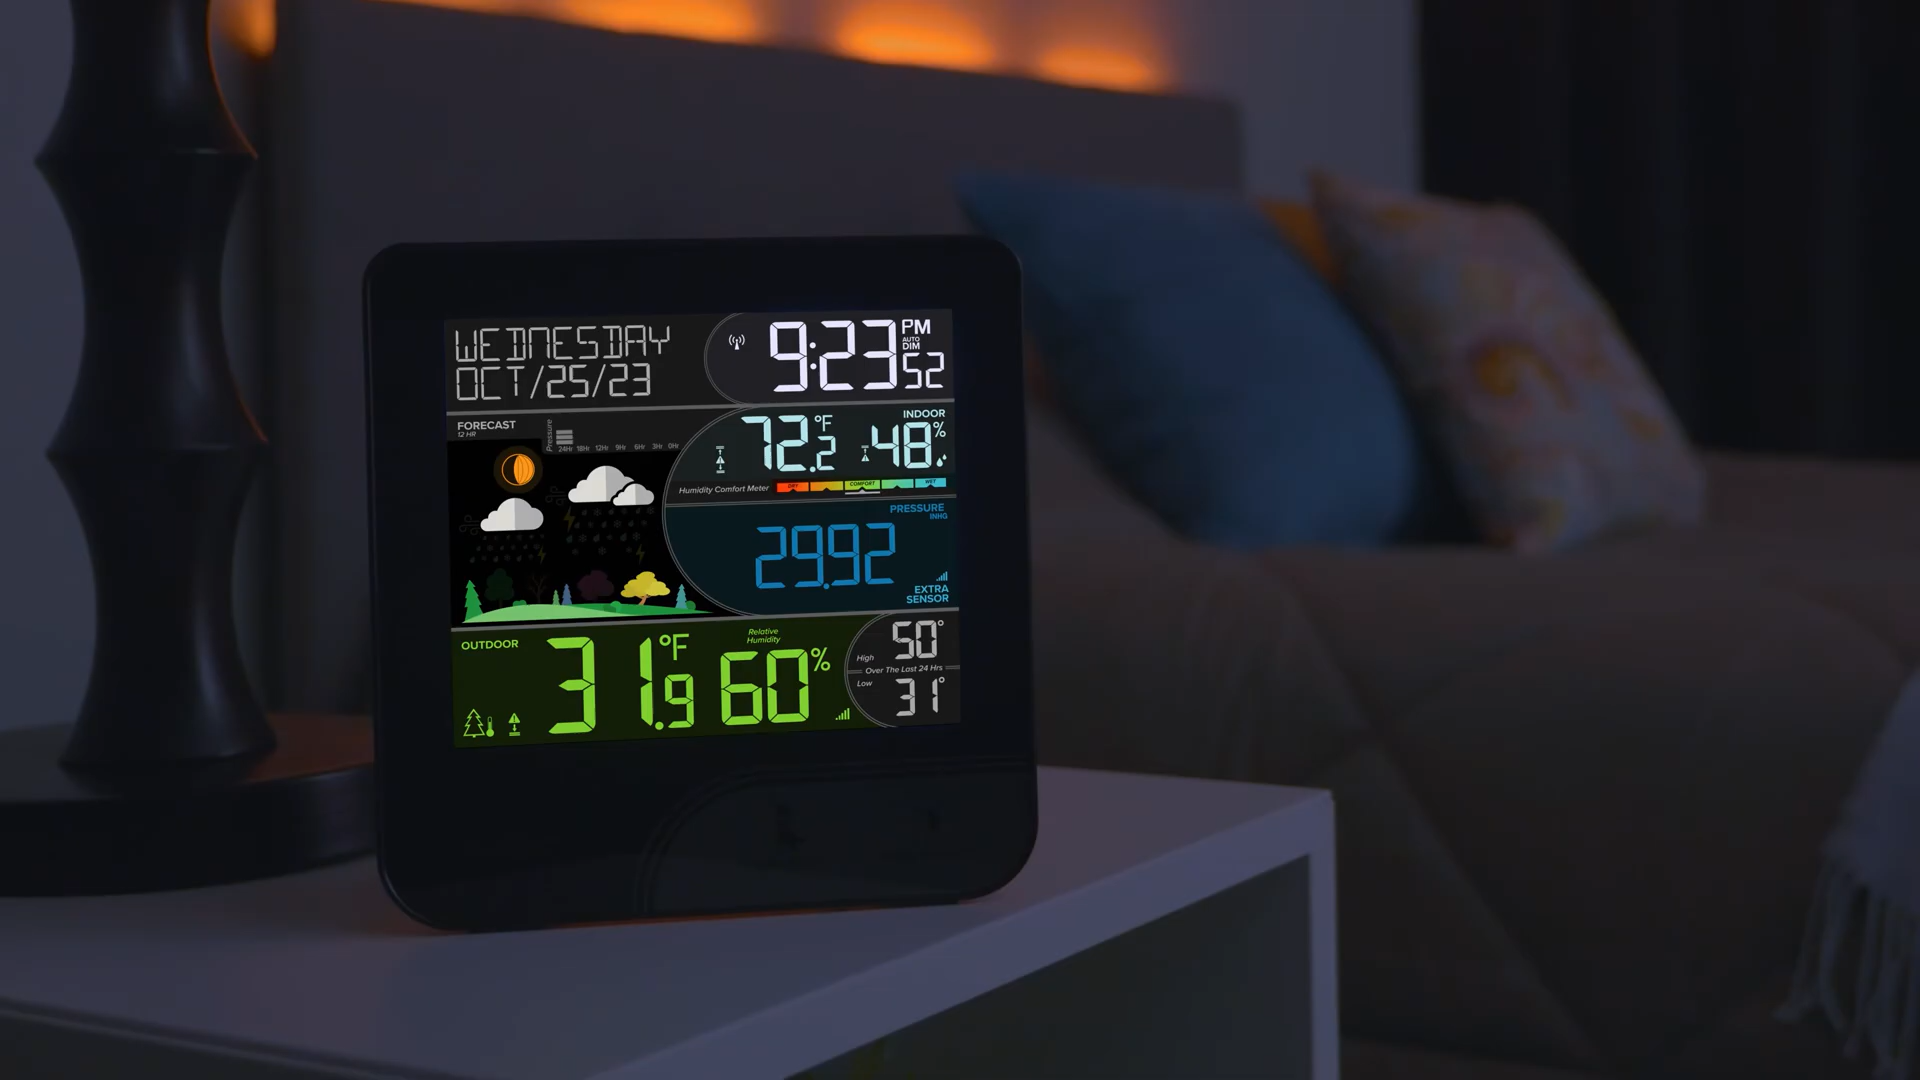 WEDNESDAY
OCT/25/23
9:23 PM
AUTO
DIM
52
FORECAST
12 HR
Pressure
24Hr 18Hr 12Hr 9Hr 6Hr 3Hr 0Hr
INDOOR
72.2 °F 48%
Humidity Comfort Meter DRY COMFORT WET
PRESSURE
INHG
29.92
EXTRA
SENSOR
OUTDOOR
31.9 °F
Relative
Humidity
60%
High 50°
Over The Last 24 Hrs
Low 31°